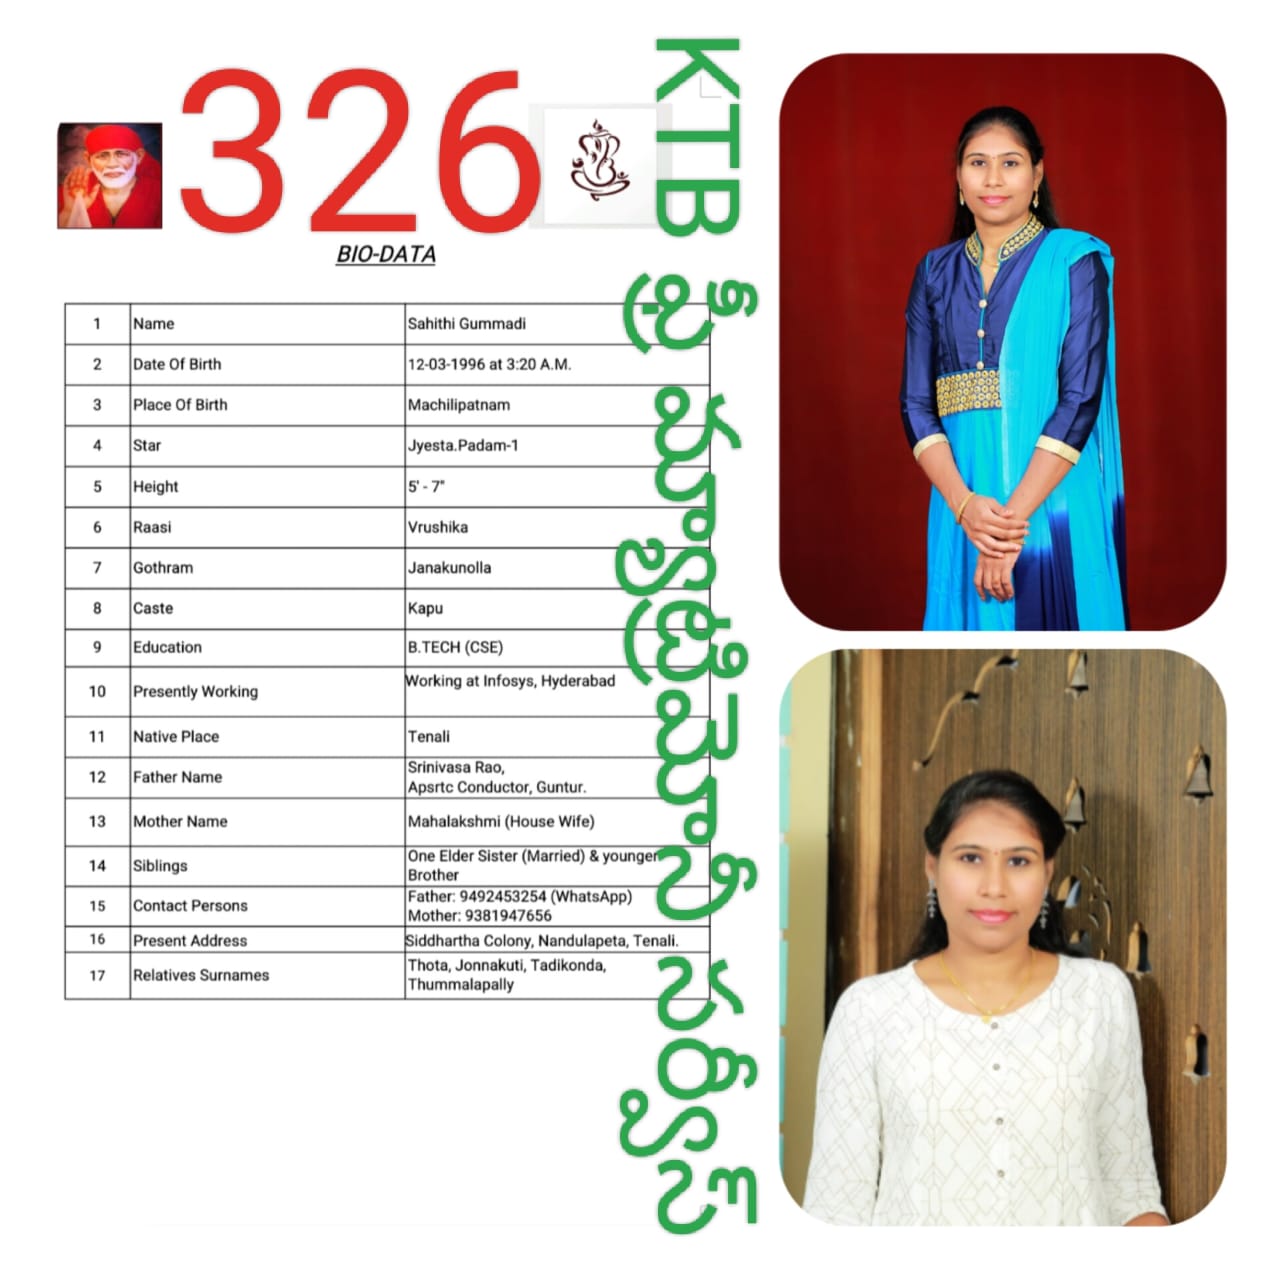 326
KTB ఫ్రీ మ్యాట్రిమోనీ సర్వీస్
BIO-DATA
1 Name Sahithi Gummadi
2 Date Of Birth 12-03-1996 at 3:20 A.M.
3 Place Of Birth Machilipatnam
4 Star Jyesta.Padam-1
5 Height 5' - 7"
6 Raasi Vrushika
7 Gothram Janakunolla
8 Caste Kapu
9 Education B.TECH (CSE)
10 Presently Working Working at Infosys, Hyderabad
11 Native Place Tenali
12 Father Name Srinivasa Rao,
Apsrtc Conductor, Guntur.
13 Mother Name Mahalakshmi (House Wife)
14 Siblings One Elder Sister (Married) & younger
Brother
15 Contact Persons Father: 9492453254 (WhatsApp)
Mother: 9381947656
16 Present Address Siddhartha Colony, Nandulapeta, Tenali.
17 Relatives Surnames Thota, Jonnakuti, Tadikonda,
Thummalapally